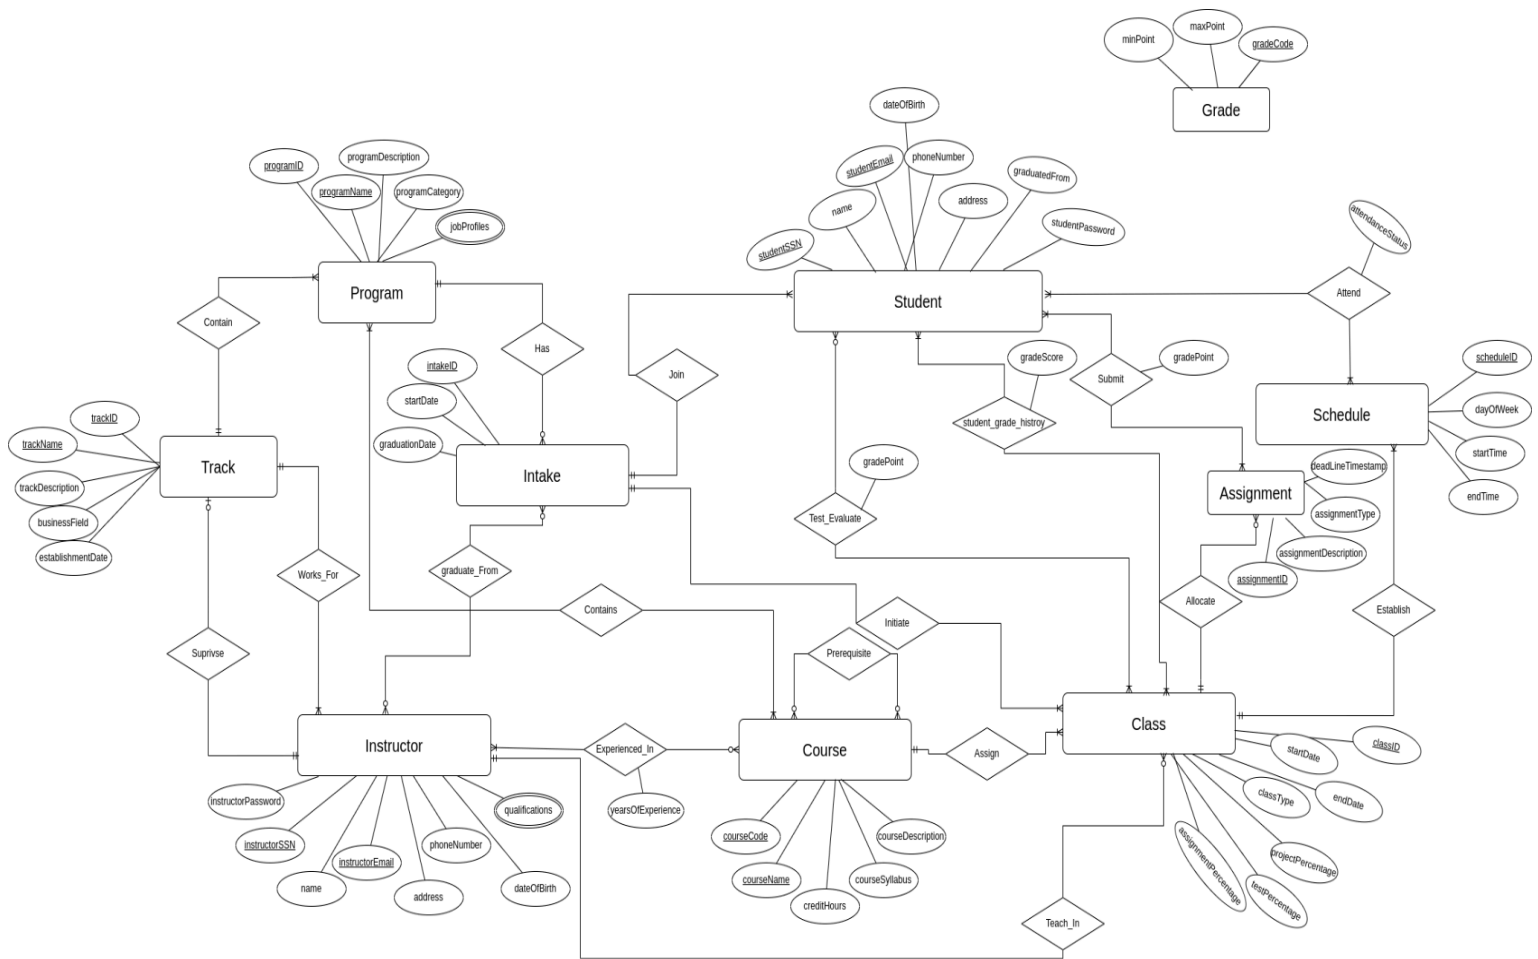 minPoint
maxPoint
gradeCode
Grade
dateOfBirth
studentEmail
phoneNumber
graduatedFrom
name
address
studentPassword
studentSSN
Student
attendanceStatus
Attend
programID
programDescription
programName
programCategory
jobProfiles
Program
Contain
Has
Join
intakeID
startDate
graduationDate
Intake
gradeScore
student_grade_histroy
Submit
gradePoint
scheduleID
dayOfWeek
startTime
endTime
Schedule
trackID
trackName
trackDescription
businessField
establishmentDate
Track
gradePoint
Test_Evaluate
Assignment
deadLineTimestamp
assignmentType
assignmentDescription
assignmentID
Works_For
graduate_From
Contains
Initiate
Allocate
Establish
Suprivse
Prerequisite
Instructor
Experienced_In
yearsOfExperience
Course
Assign
Class
classID
startDate
endDate
classType
projectPercentage
testPercentage
assignmentPercentage
instructorPassword
instructorSSN
name
instructorEmail
address
phoneNumber
dateOfBirth
qualifications
courseCode
courseName
creditHours
courseSyllabus
courseDescription
Teach_In